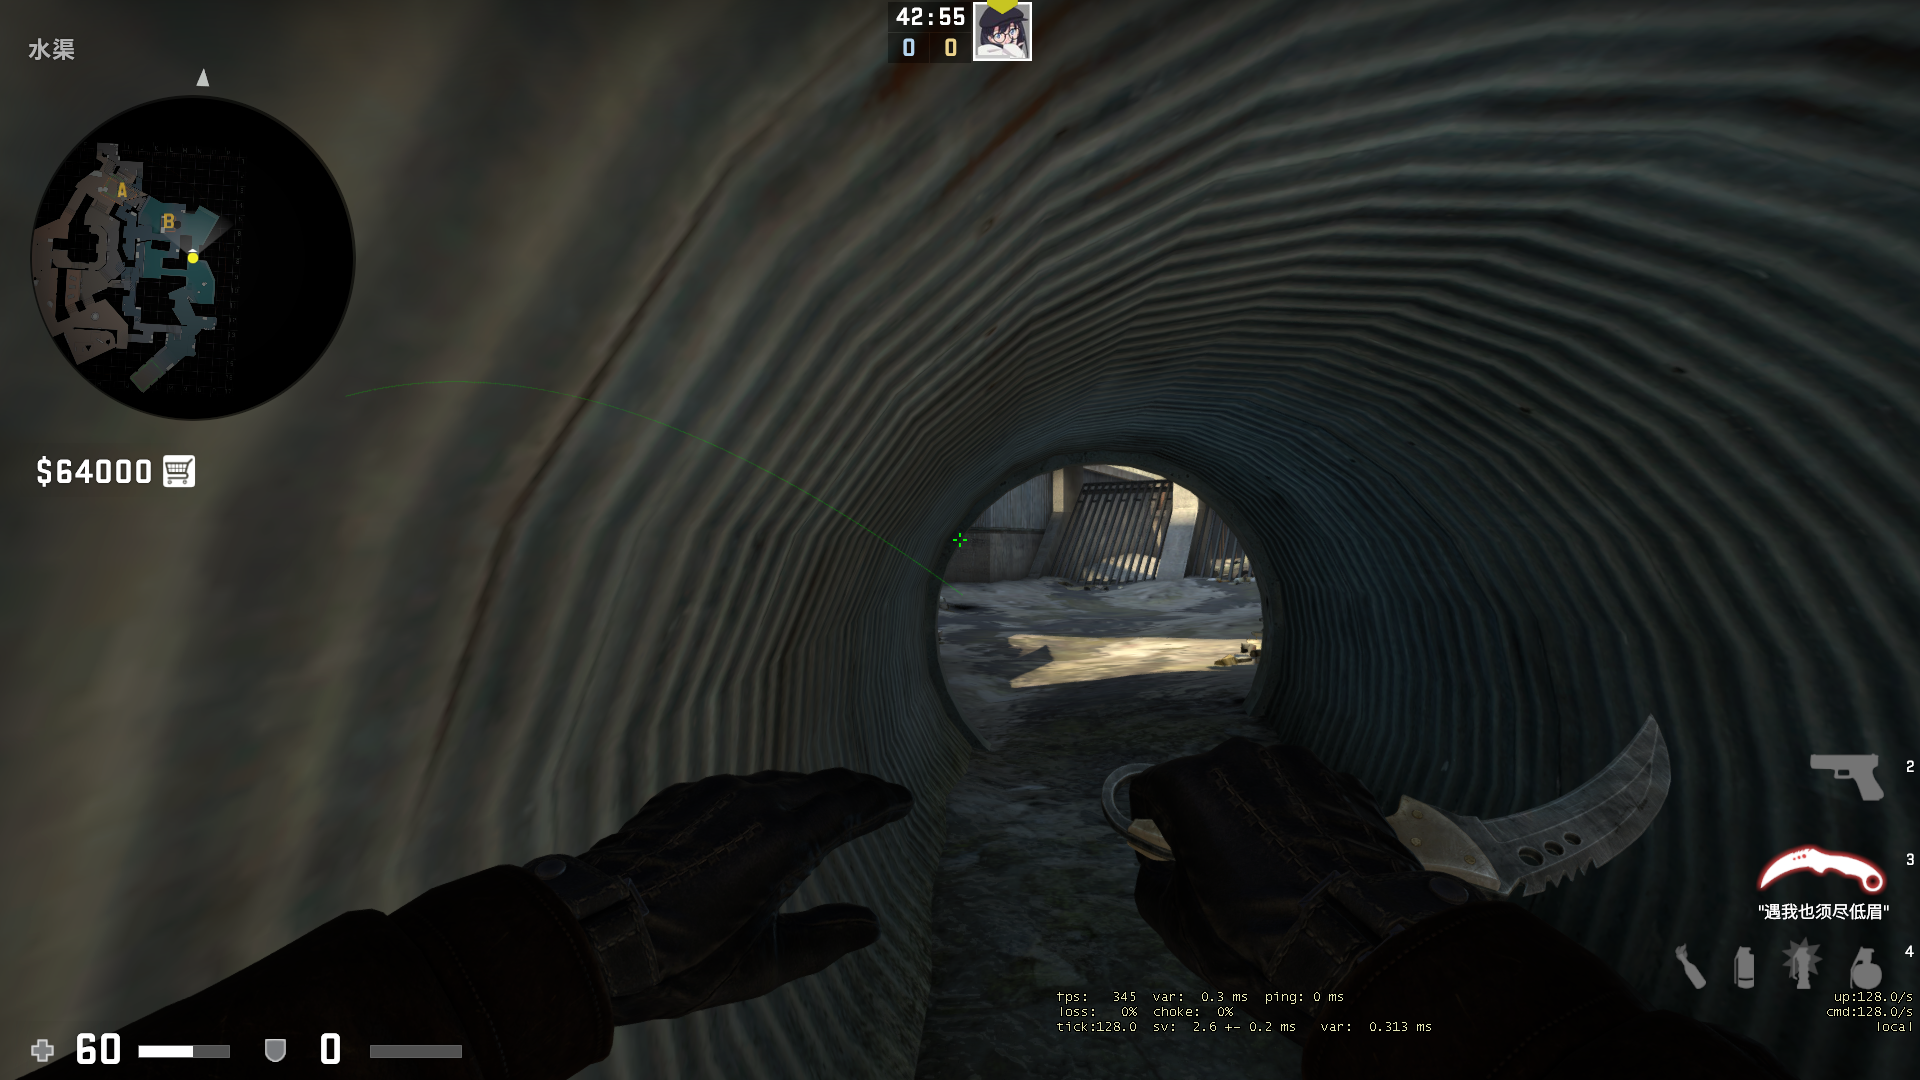 42:55
0 0
水渠
A
B
$64000
2
3
"遇我也须尽低眉"
4
fps: 345 var: 0.3 ms ping: 0 ms
loss: 0% choke: 0%
tick:128.0 sv: 2.6 +- 0.2 ms var: 0.313 ms
up:128.0/s
cmd:128.0/s
local
60 0